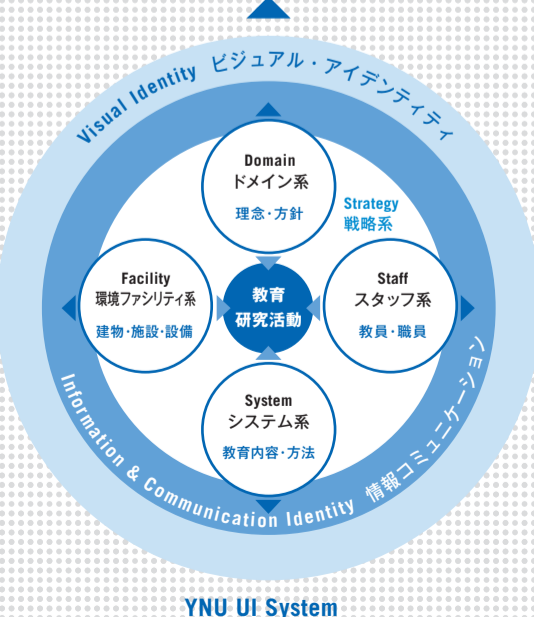 Visual Identity ビジュアル・アイデンティティ
Domain
ドメイン系
理念・方針
Strategy
戦略系
Facility
環境ファシリティ系
建物・施設・設備
教育
研究活動
Staff
スタッフ系
教員・職員
System
システム系
教育内容・方法
Information & Communication Identity 情報コミュニケーション
YNU UI System